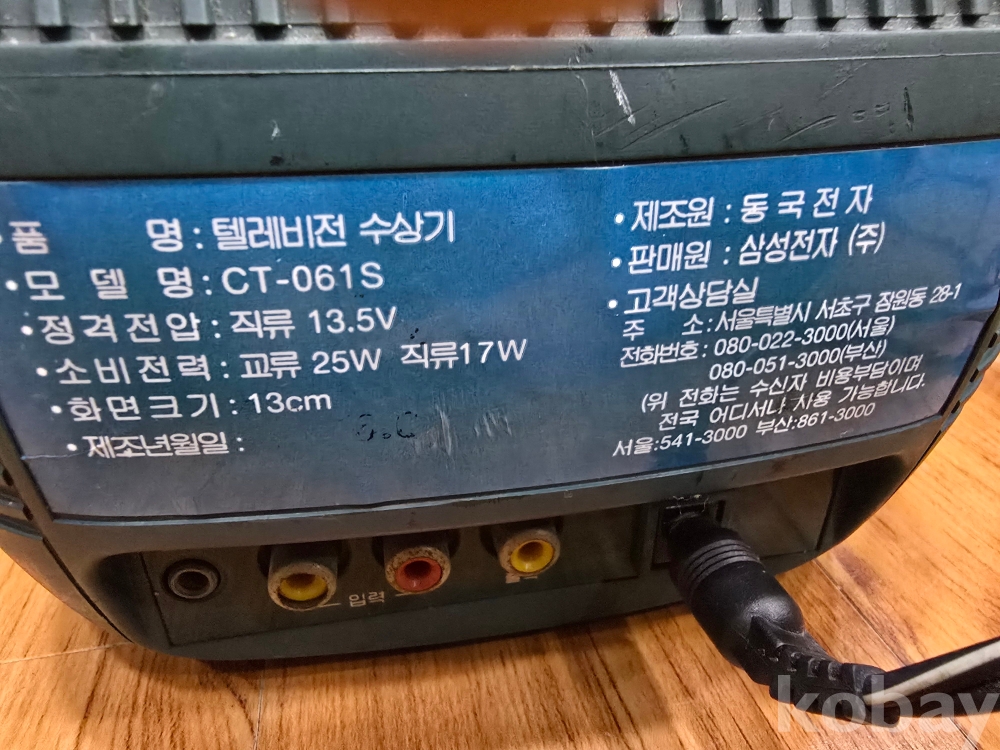 품 명 : 텔레비전 수상기
• 모 델 명 : CT-061S
• 정격전압 : 직류 13.5V
• 소비전력 : 교류 25W 직류17W
• 화면크기 : 13cm
• 제조년월일 :
• 제조원 : 동국전자
• 판매원 : 삼성전자 (주)
• 고객상담실
주 소 : 서울특별시 서초구 잠원동 28-1
전화번호 : 080-022-3000(서울)
080-051-3000(부산)
(위 전화는 수신자 비용부담이며
전국 어디서나 사용 가능합니다.
서울:541-3000 부산:861-3000
입력
kobay